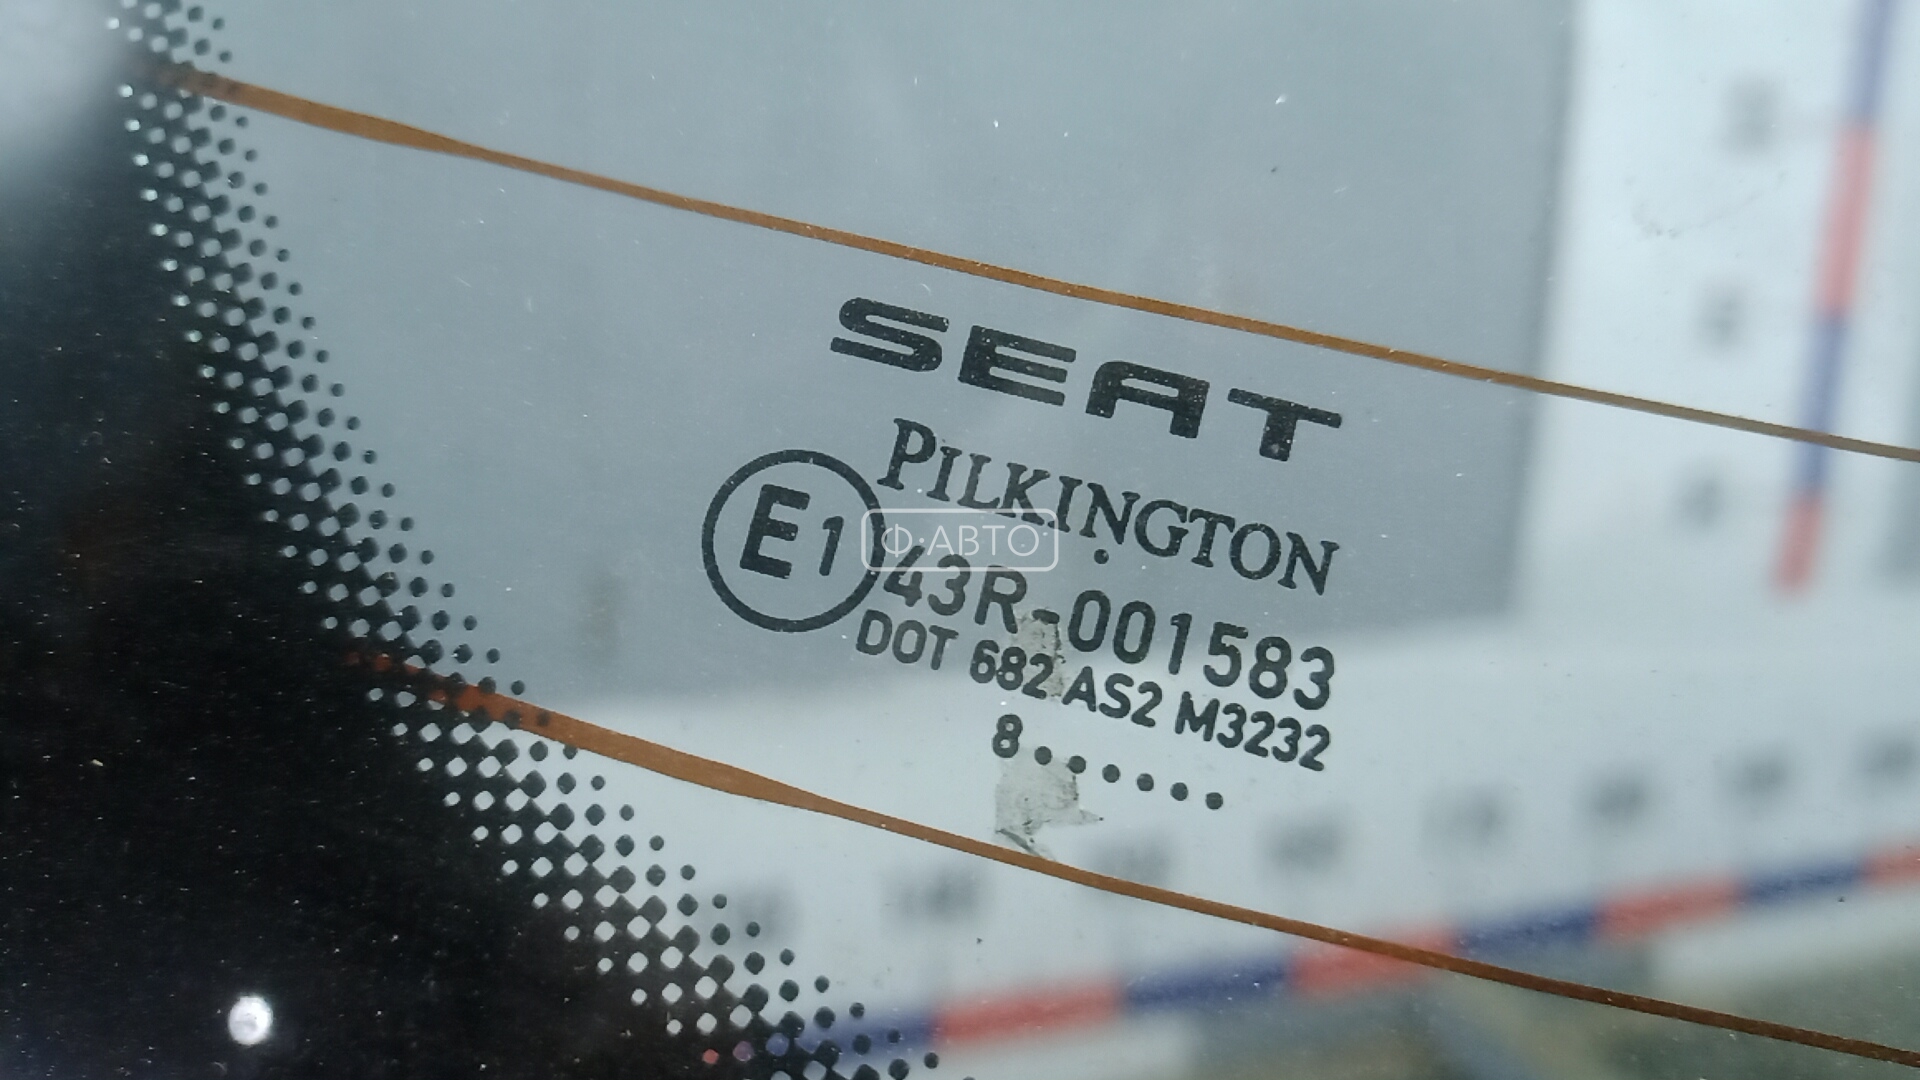 SEAT
PILKINGTON
E1 43R-001583
DOT 682 AS2 M3232
8......
Ф·АВТО